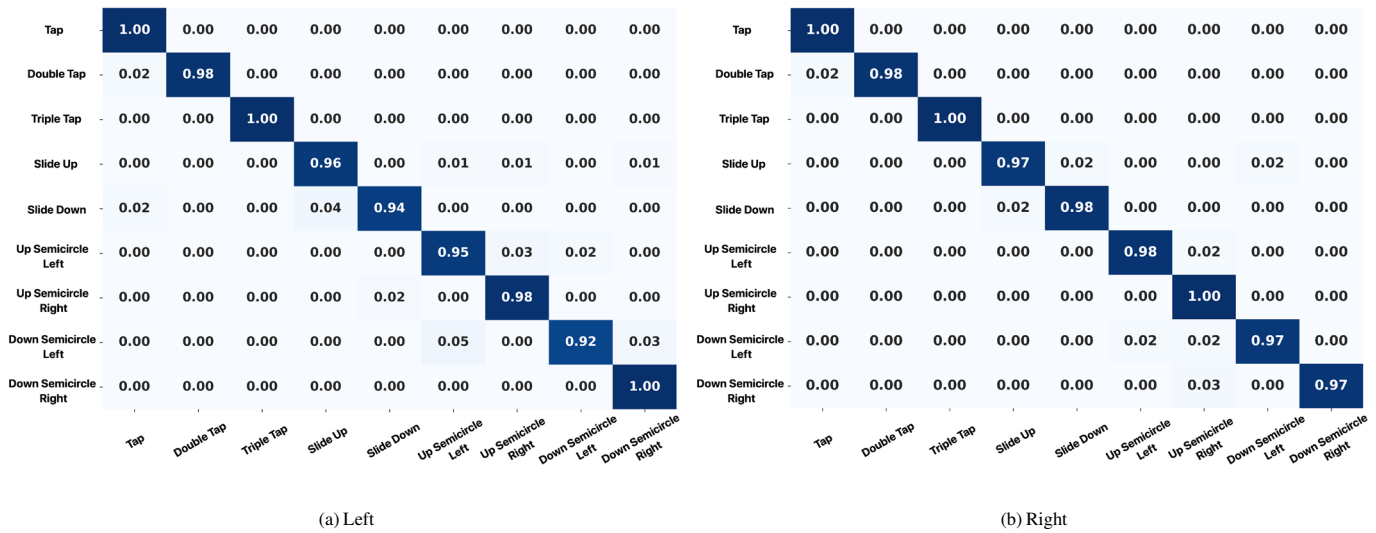 Tap 1.00 0.00 0.00 0.00 0.00 0.00 0.00 0.00 0.00
Double Tap 0.02 0.98 0.00 0.00 0.00 0.00 0.00 0.00 0.00
Triple Tap 0.00 0.00 1.00 0.00 0.00 0.00 0.00 0.00 0.00
Slide Up 0.00 0.00 0.00 0.96 0.00 0.01 0.01 0.00 0.01
Slide Down 0.02 0.00 0.00 0.04 0.94 0.00 0.00 0.00 0.00
Up Semicircle
Left 0.00 0.00 0.00 0.00 0.00 0.95 0.03 0.02 0.00
Up Semicircle
Right 0.00 0.00 0.00 0.00 0.02 0.00 0.98 0.00 0.00
Down Semicircle
Left 0.00 0.00 0.00 0.00 0.00 0.05 0.00 0.92 0.03
Down Semicircle
Right 0.00 0.00 0.00 0.00 0.00 0.00 0.00 0.00 1.00
Tap
Double Tap
Triple Tap
Slide Up
Slide Down
Up Semicircle
Left
Up Semicircle
Right
Down Semicircle
Left
Down Semicircle
Right
(a) Left
Tap 1.00 0.00 0.00 0.00 0.00 0.00 0.00 0.00 0.00
Double Tap 0.02 0.98 0.00 0.00 0.00 0.00 0.00 0.00 0.00
Triple Tap 0.00 0.00 1.00 0.00 0.00 0.00 0.00 0.00 0.00
Slide Up 0.00 0.00 0.00 0.97 0.02 0.00 0.00 0.02 0.00
Slide Down 0.00 0.00 0.00 0.02 0.98 0.00 0.00 0.00 0.00
Up Semicircle
Left 0.00 0.00 0.00 0.00 0.00 0.98 0.02 0.00 0.00
Up Semicircle
Right 0.00 0.00 0.00 0.00 0.00 0.00 1.00 0.00 0.00
Down Semicircle
Left 0.00 0.00 0.00 0.00 0.00 0.02 0.02 0.97 0.00
Down Semicircle
Right 0.00 0.00 0.00 0.00 0.00 0.00 0.03 0.00 0.97
Tap
Double Tap
Triple Tap
Slide Up
Slide Down
Up Semicircle
Left
Up Semicircle
Right
Down Semicircle
Left
Down Semicircle
Right
(b) Right